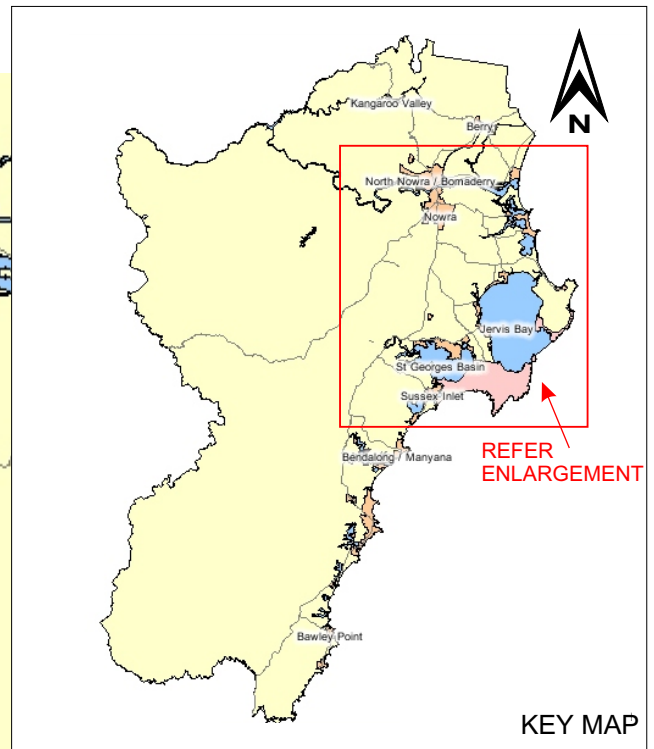 Kangaroo Valley
Berry
N
North Nowra / Bomaderry
Nowra
Jervis Bay
St Georges Basin
Sussex Inlet
REFER
ENLARGEMENT
Bendalong / Manyana
Bawley Point
KEY MAP